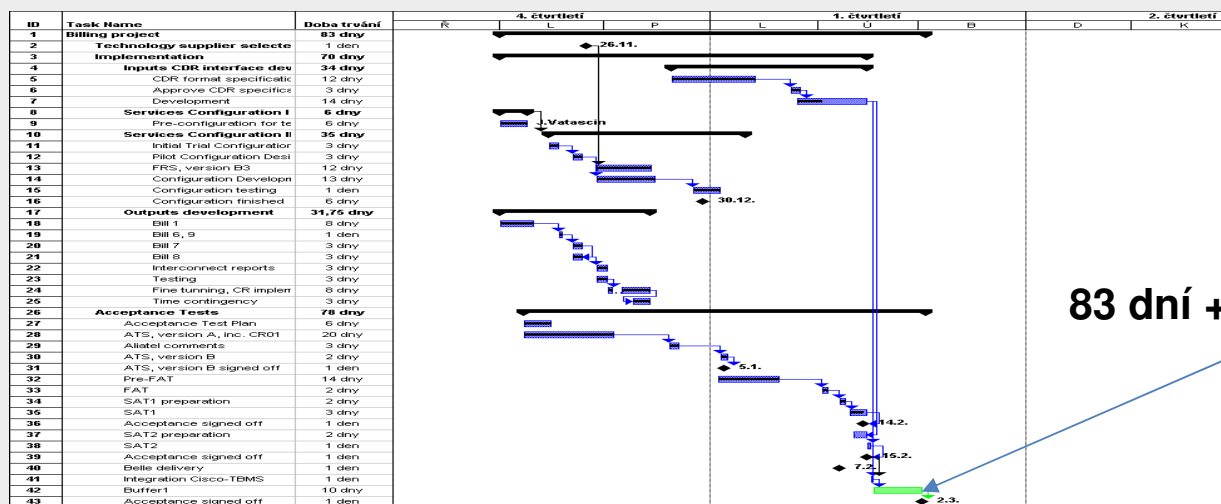 4. čtvrtletí 1. čtvrtletí 2. čtvrtletí
ID Task Name Doba trvání Ř L P L Ú B D K
1 Billing project 83 dny
2 Technology supplier selecte 1 den 26.11.
3 Implementation 70 dny
4 Inputs CDR interface dev 34 dny
5 CDR format specificatic 12 dny
6 Approve CDR specifica 3 dny
7 Development 14 dny
8 Services Configuration I 6 dny
9 Pre-configuration for te 6 dny J.Vatascin
10 Services Configuration II 35 dny
11 Initial Trial Configuration 3 dny
12 Pilot Configuration Desi 3 dny
13 FRS, version B3 12 dny
14 Configuration Developm 13 dny
15 Configuration testing 1 den
16 Configuration finished 6 dny 30.12.
17 Outputs development 31,75 dny
18 Bill 1 8 dny
19 Bill 6, 9 1 den
20 Bill 7 3 dny
21 Bill 8 3 dny
22 Interconnect reports 3 dny
23 Testing 3 dny
24 Fine tunning, CR implem 8 dny
25 Time contingency 3 dny
26 Acceptance Tests 78 dny
27 Acceptance Test Plan 6 dny
28 ATS, version A, inc. CR01 20 dny
29 Aliatel comments 3 dny
30 ATS, version B 2 dny
31 ATS, version B signed off 1 den 5.1.
32 Pre-FAT 14 dny
33 FAT 2 dny
34 SAT1 preparation 2 dny
35 SAT1 3 dny
36 Acceptance signed off 1 den 14.2.
37 SAT2 preparation 2 dny
38 SAT2 1 den
39 Acceptance signed off 1 den 15.2.
40 Belle delivery 1 den 7.2.
41 Integration Cisco-TBMS 1 den
42 Buffer1 10 dny
43 Acceptance signed off 1 den 2.3.
83 dní +